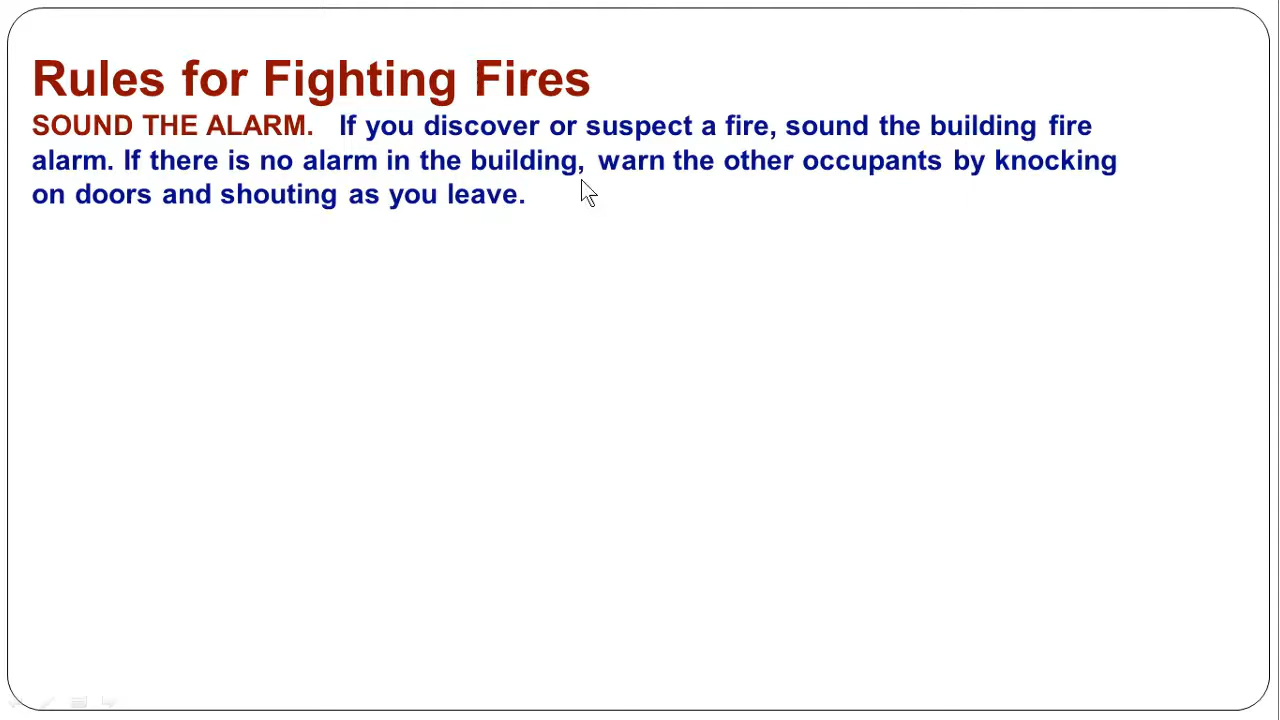 Rules for Fighting Fires
SOUND THE ALARM. If you discover or suspect a fire, sound the building fire
alarm. If there is no alarm in the building, warn the other occupants by knocking
on doors and shouting as you leave.